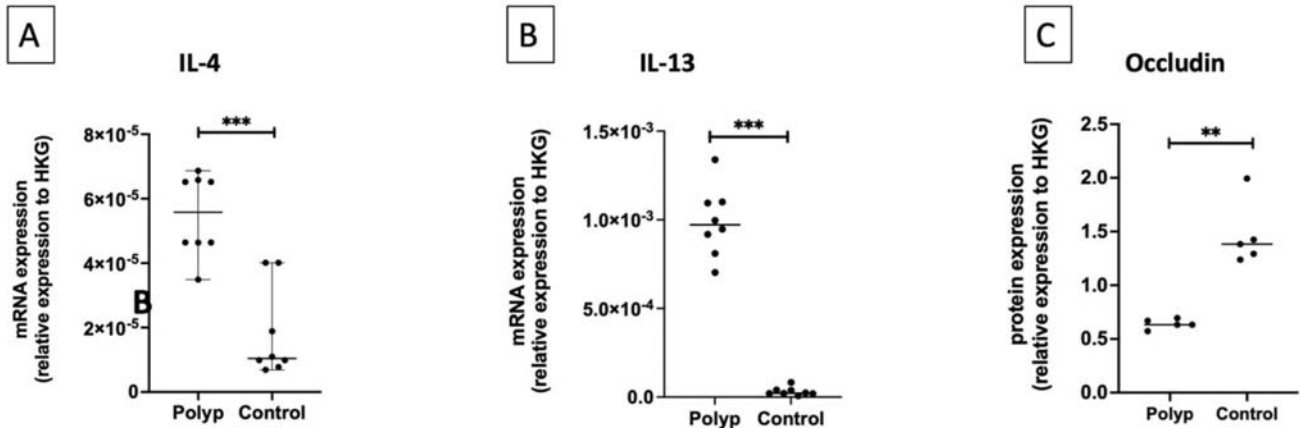 A
IL-4
mRNA expression
(relative expression to HKG)
8×10⁻⁵
6×10⁻⁵
4×10⁻⁵
2×10⁻⁵
0
***
B
Polyp Control
B
IL-13
mRNA expression
(relative expression to HKG)
1.5×10⁻³
1.0×10⁻³
5.0×10⁻⁴
0.0
***
Polyp Control
C
Occludin
protein expression
(relative expression to HKG)
2.5
2.0
1.5
1.0
0.5
0.0
**
Polyp Control